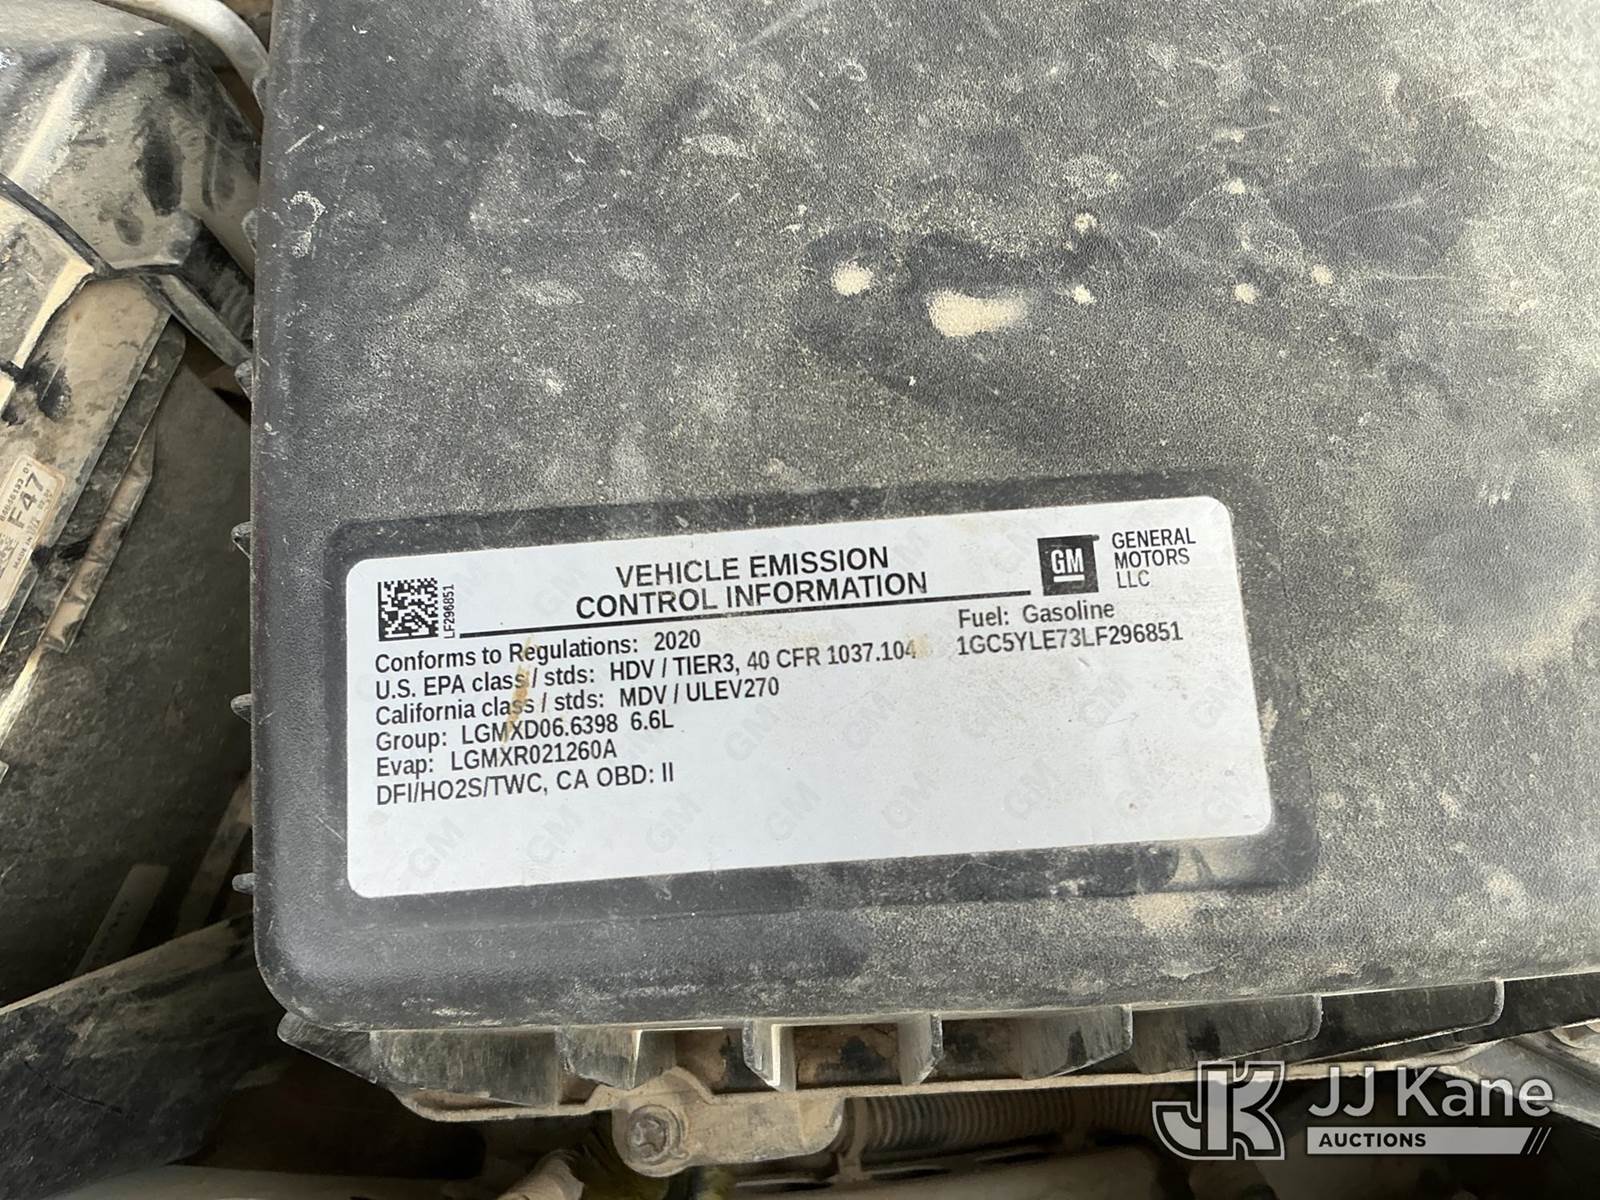 VEHICLE EMISSION
CONTROL INFORMATION
GM
GENERAL
MOTORS
LLC
LF296851
Conforms to Regulations: 2020
Fuel: Gasoline
U.S. EPA class / stds: HDV / TIER3, 40 CFR 1037.104
1GC5YLE73LF296851
California class / stds: MDV / ULEV270
Group: LGMXD06.6398 6.6L
Evap: LGMXR021260A
DFI/HO2S/TWC, CA OBD: II
F47
JK JJ Kane
AUCTIONS